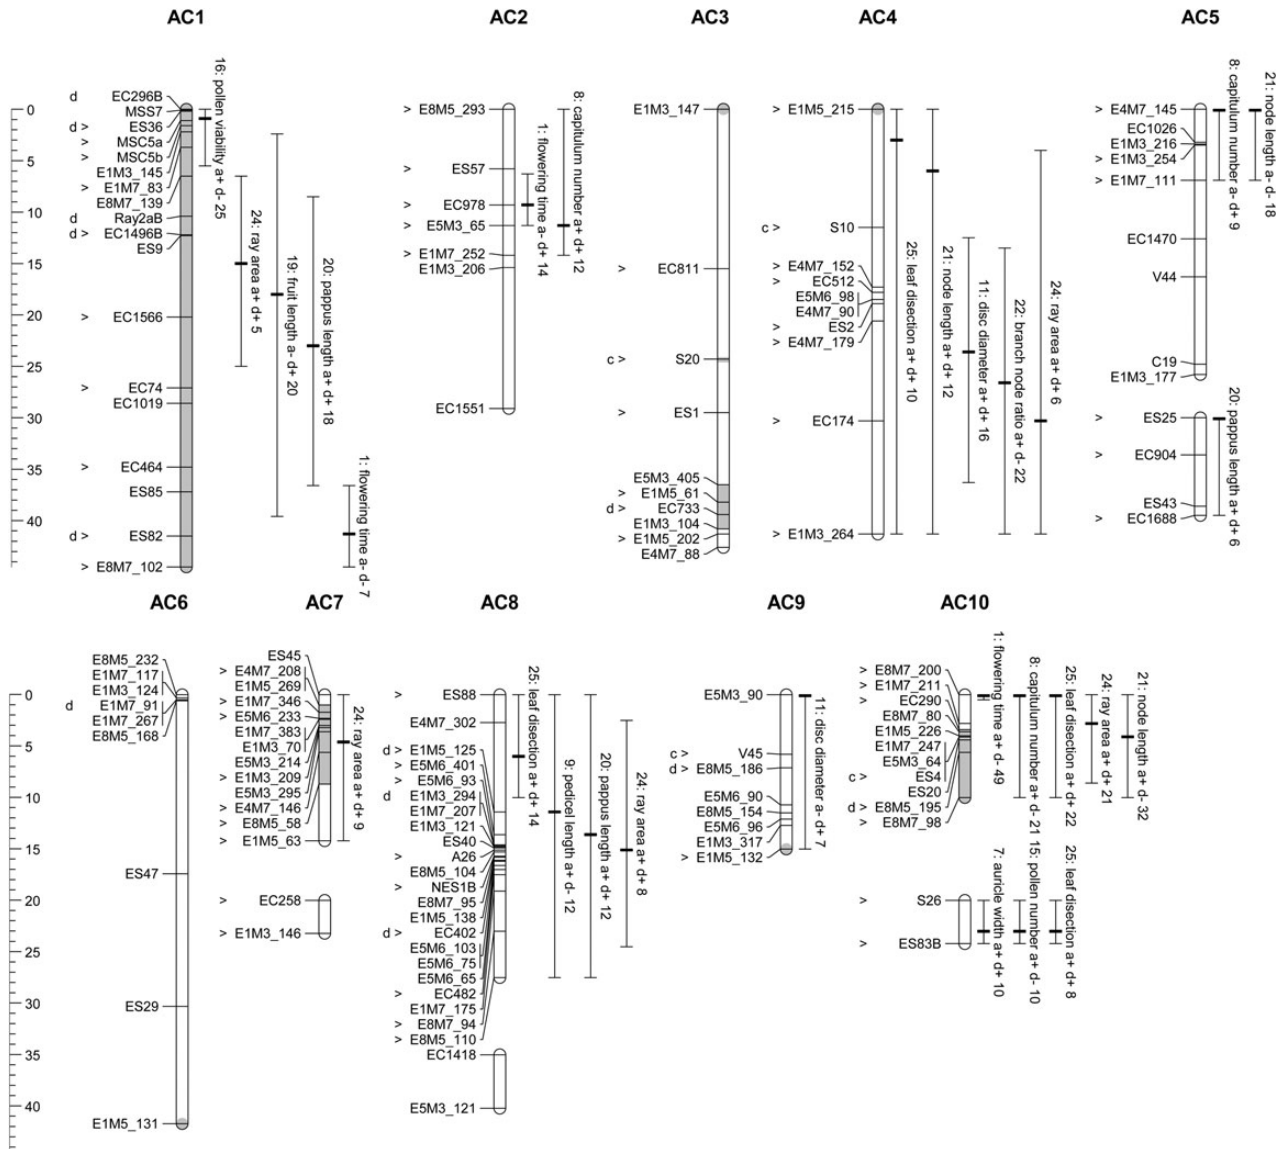 AC1
AC2
AC3
AC4
AC5
0
5
10
15
20
25
30
35
40
d EC296B
MSS7
d > ES36
> MSC5a
> MSC5b
E1M3_145
> E1M7_83
E8M7_139
d Ray2aB
d > EC1496B
ES9
> EC1566
> EC74
EC1019
> EC464
ES85
d > ES82
> E8M7_102
16: pollen viability a+ d- 25
24: ray area a+ d+ 5
19: fruit length a- d+ 20
20: pappus length a+ d+ 18
1: flowering time a- d- 7
> E8M5_293
> ES57
> EC978
> E5M3_65
> E1M7_252
E1M3_206
EC1551
1: flowering time a- d+ 14
8: capitulum number a+ d+ 12
E1M3_147
> EC811
c > S20
> ES1
E5M3_405
> E1M5_61
d > EC733
E1M3_104
> E1M5_202
E4M7_88
> E1M5_215
c > S10
> E4M7_152
> EC512
E5M6_98
E4M7_90
> ES2
> E4M7_179
> EC174
> E1M3_264
25: leaf disection a+ d+ 10
21: node length a+ d+ 12
11: disc diameter a+ d+ 16
22: branch node ratio a+ d- 22
24: ray area a+ d+ 6
> E4M7_145
EC1026
E1M3_216
> E1M3_254
> E1M7_111
EC1470
V44
C19
E1M3_177
8: capitulum number a- d+ 9
21: node length a- d- 18
> ES25
> EC904
ES43
> EC1688
20: pappus length a+ d+ 6
AC6
AC7
AC8
AC9
AC10
0
5
10
15
20
25
30
35
40
E8M5_232
E1M7_117
E1M3_124
d E1M7_91
E1M7_267
E8M5_168
ES47
ES29
E1M5_131
ES45
> E4M7_208
E1M5_269
> E1M7_346
> E5M6_233
E1M7_383
E1M3_70
E5M3_214
> E1M3_209
E5M3_295
> E4M7_146
> E8M5_58
> E1M5_63
24: ray area a+ d+ 9
> EC258
> E1M3_146
> ES88
E4M7_302
d > E1M5_125
> E5M6_401
> E5M6_93
d E1M3_294
E1M7_207
E1M3_121
ES40
> A26
E8M5_104
> NES1B
E8M7_95
E1M5_138
d > EC402
E5M6_103
E5M6_75
E5M6_65
> EC482
E1M7_175
> E8M7_94
> E8M5_110
EC1418
E5M3_121
25: leaf disection a+ d+ 14
9: pedicel length a+ d- 12
20: pappus length a+ d+ 12
24: ray area a+ d+ 8
E5M3_90
c > V45
d > E8M5_186
E5M6_90
E8M5_154
E5M6_96
E1M3_317
> E1M5_132
11: disc diameter a- d+ 7
> E8M7_200
> E1M7_211
> EC290
E8M7_80
E1M5_226
E1M7_247
E5M3_64
c > ES4
ES20
d > E8M5_195
> E8M7_98
1: flowering time a+ d- 49
8: capitulum number a+ d- 21
25: leaf disection a+ d+ 22
24: ray area a+ d+ 21
21: node length a+ d- 32
> S26
> ES83B
7: auricle width a+ d+ 10
15: pollen number a+ d- 10
25: leaf disection a+ d+ 8